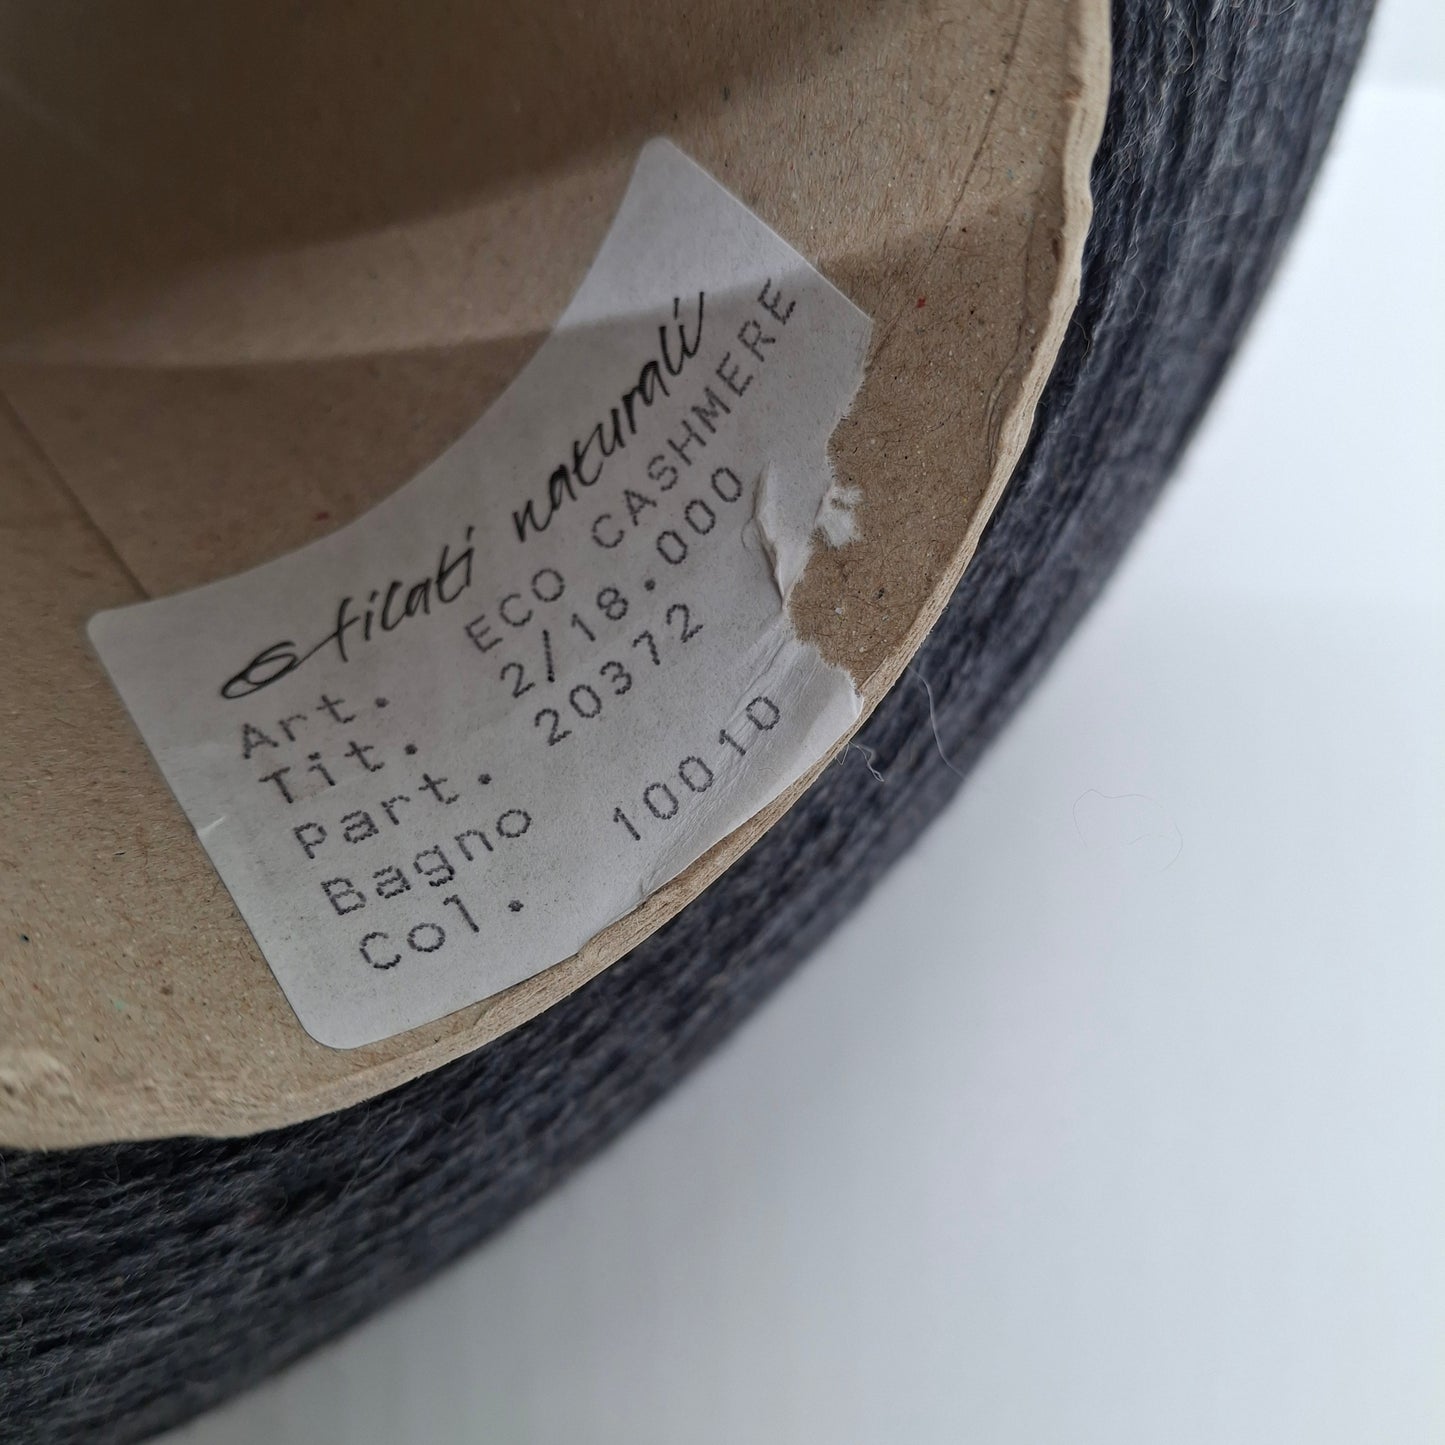 filati naturali
Art. ECO CASHMERE
Tit. 2/18.000
Part. 20372
Bagno
Col. 10010